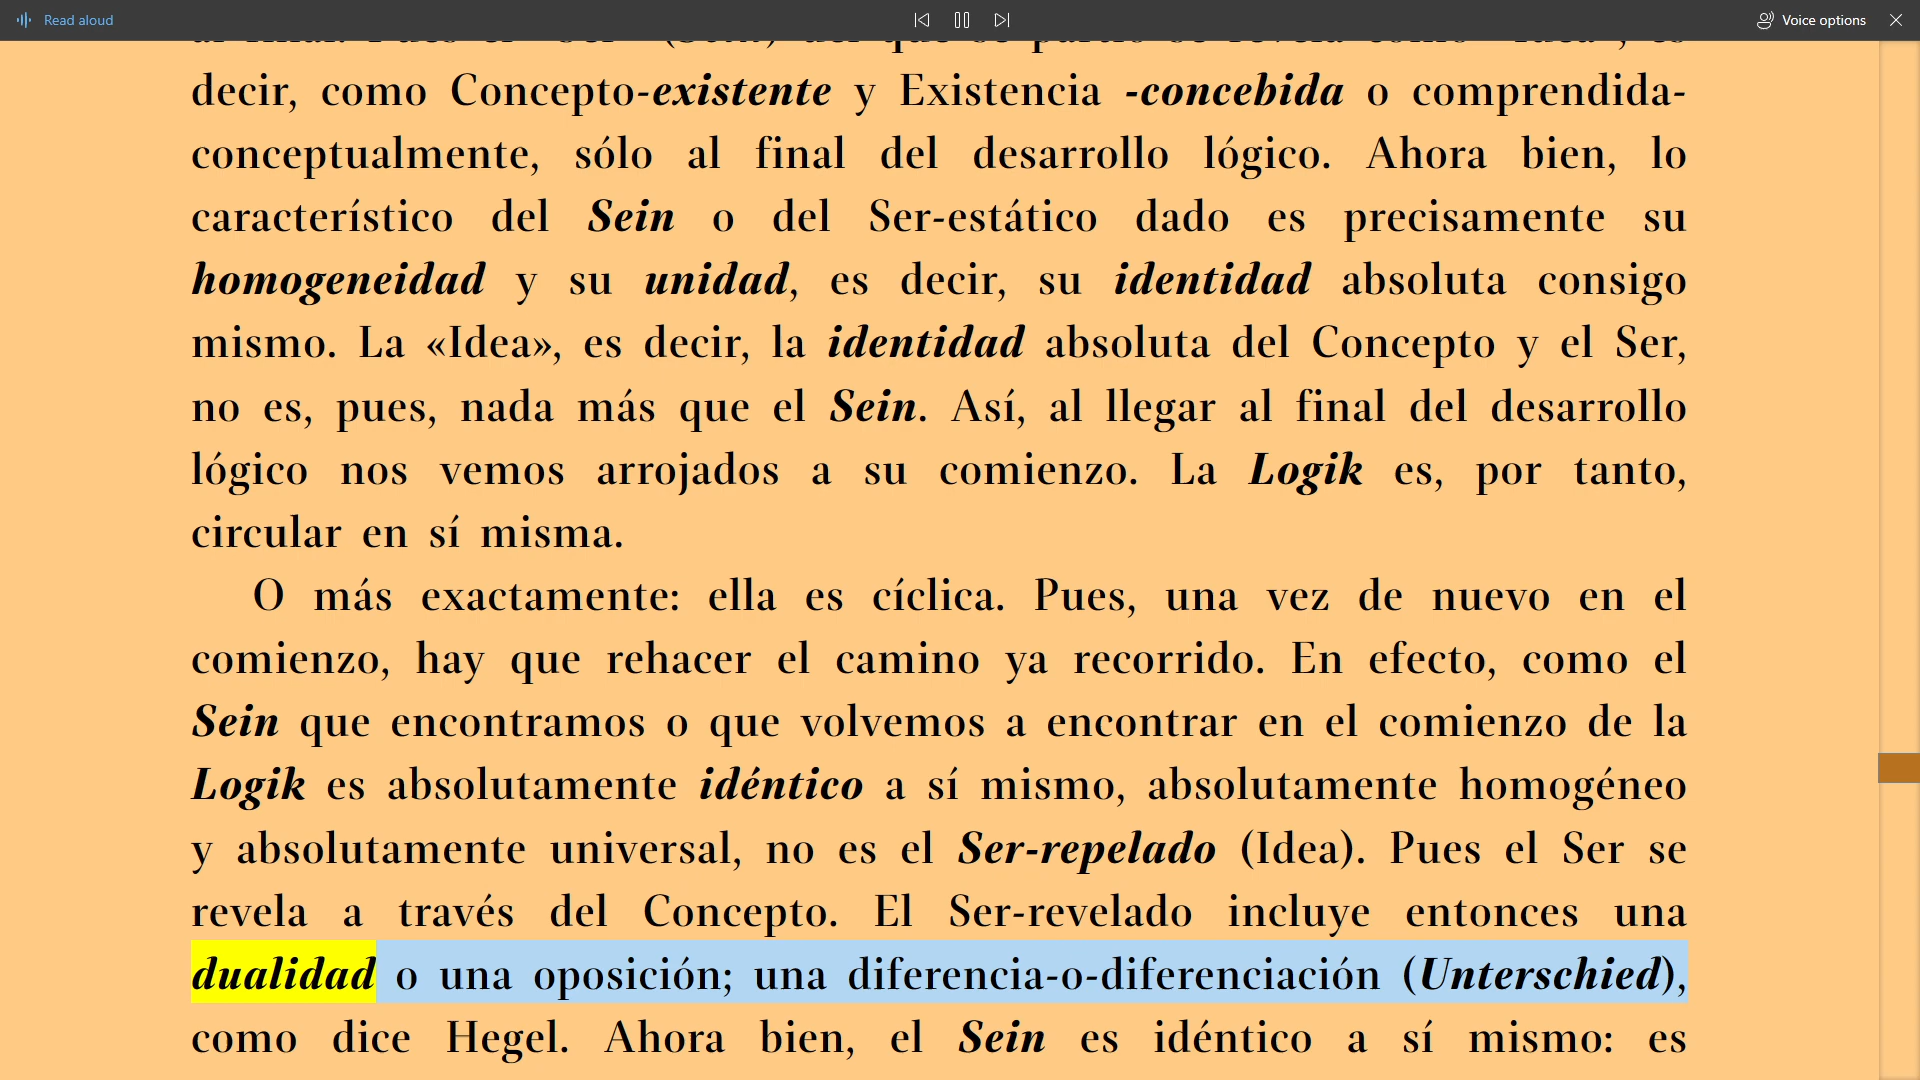 Read aloud
Voice options
decir, como Concepto-existente y Existencia -concebida o comprendida-
conceptualmente, sólo al final del desarrollo lógico. Ahora bien, lo
característico del Sein o del Ser-estático dado es precisamente su
homogeneidad y su unidad, es decir, su identidad absoluta consigo
mismo. La «Idea», es decir, la identidad absoluta del Concepto y el Ser,
no es, pues, nada más que el Sein. Así, al llegar al final del desarrollo
lógico nos vemos arrojados a su comienzo. La Logik es, por tanto,
circular en sí misma.
O más exactamente: ella es cíclica. Pues, una vez de nuevo en el
comienzo, hay que rehacer el camino ya recorrido. En efecto, como el
Sein que encontramos o que volvemos a encontrar en el comienzo de la
Logik es absolutamente idéntico a sí mismo, absolutamente homogéneo
y absolutamente universal, no es el Ser-repelado (Idea). Pues el Ser se
revela a través del Concepto. El Ser-revelado incluye entonces una
dualidad o una oposición; una diferencia-o-diferenciación (Unterschied),
como dice Hegel. Ahora bien, el Sein es idéntico a sí mismo: es